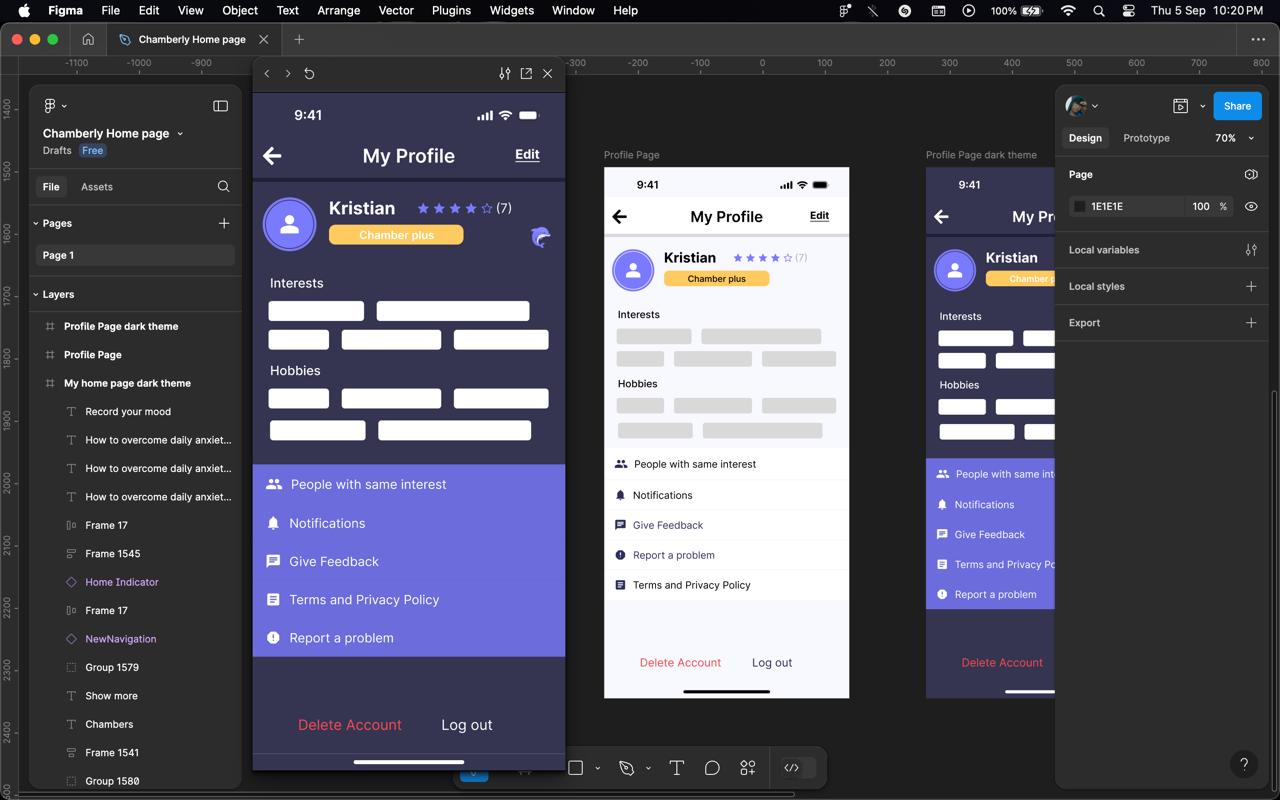 Figma File Edit View Object Text Arrange Vector Plugins Widgets Window Help 100% Thu 5 Sep 10:20 PM
Chamberly Home page
-1100 -1000 -900 -300 -200 -100 0 100 200 300 400 500 600 700 800
1400
1500
1600
1700
1800
1900
2000
2100
2200
2300
2400
Chamberly Home page
Drafts Free
File Assets
Pages
Page 1
Layers
Profile Page dark theme
Profile Page
My home page dark theme
Record your mood
How to overcome daily anxiet...
How to overcome daily anxiet...
How to overcome daily anxiet...
Frame 17
Frame 1545
Home Indicator
Frame 17
NewNavigation
Group 1579
Show more
Chambers
Frame 1541
Group 1580
9:41
My Profile Edit
Kristian (7)
Chamber plus
Interests
Hobbies
People with same interest
Notifications
Give Feedback
Terms and Privacy Policy
Report a problem
Delete Account Log out
Profile Page
9:41
My Profile Edit
Kristian (7)
Chamber plus
Interests
Hobbies
People with same interest
Notifications
Give Feedback
Report a problem
Terms and Privacy Policy
Delete Account Log out
Profile Page dark theme
9:41
My Pr
Kristian
Chamber p
Interests
Hobbies
People with same int
Notifications
Give Feedback
Terms and Privacy Po
Report a problem
Delete Account
Share
Design Prototype 70%
Page
1E1E1E 100 %
Local variables
Local styles
Export
?